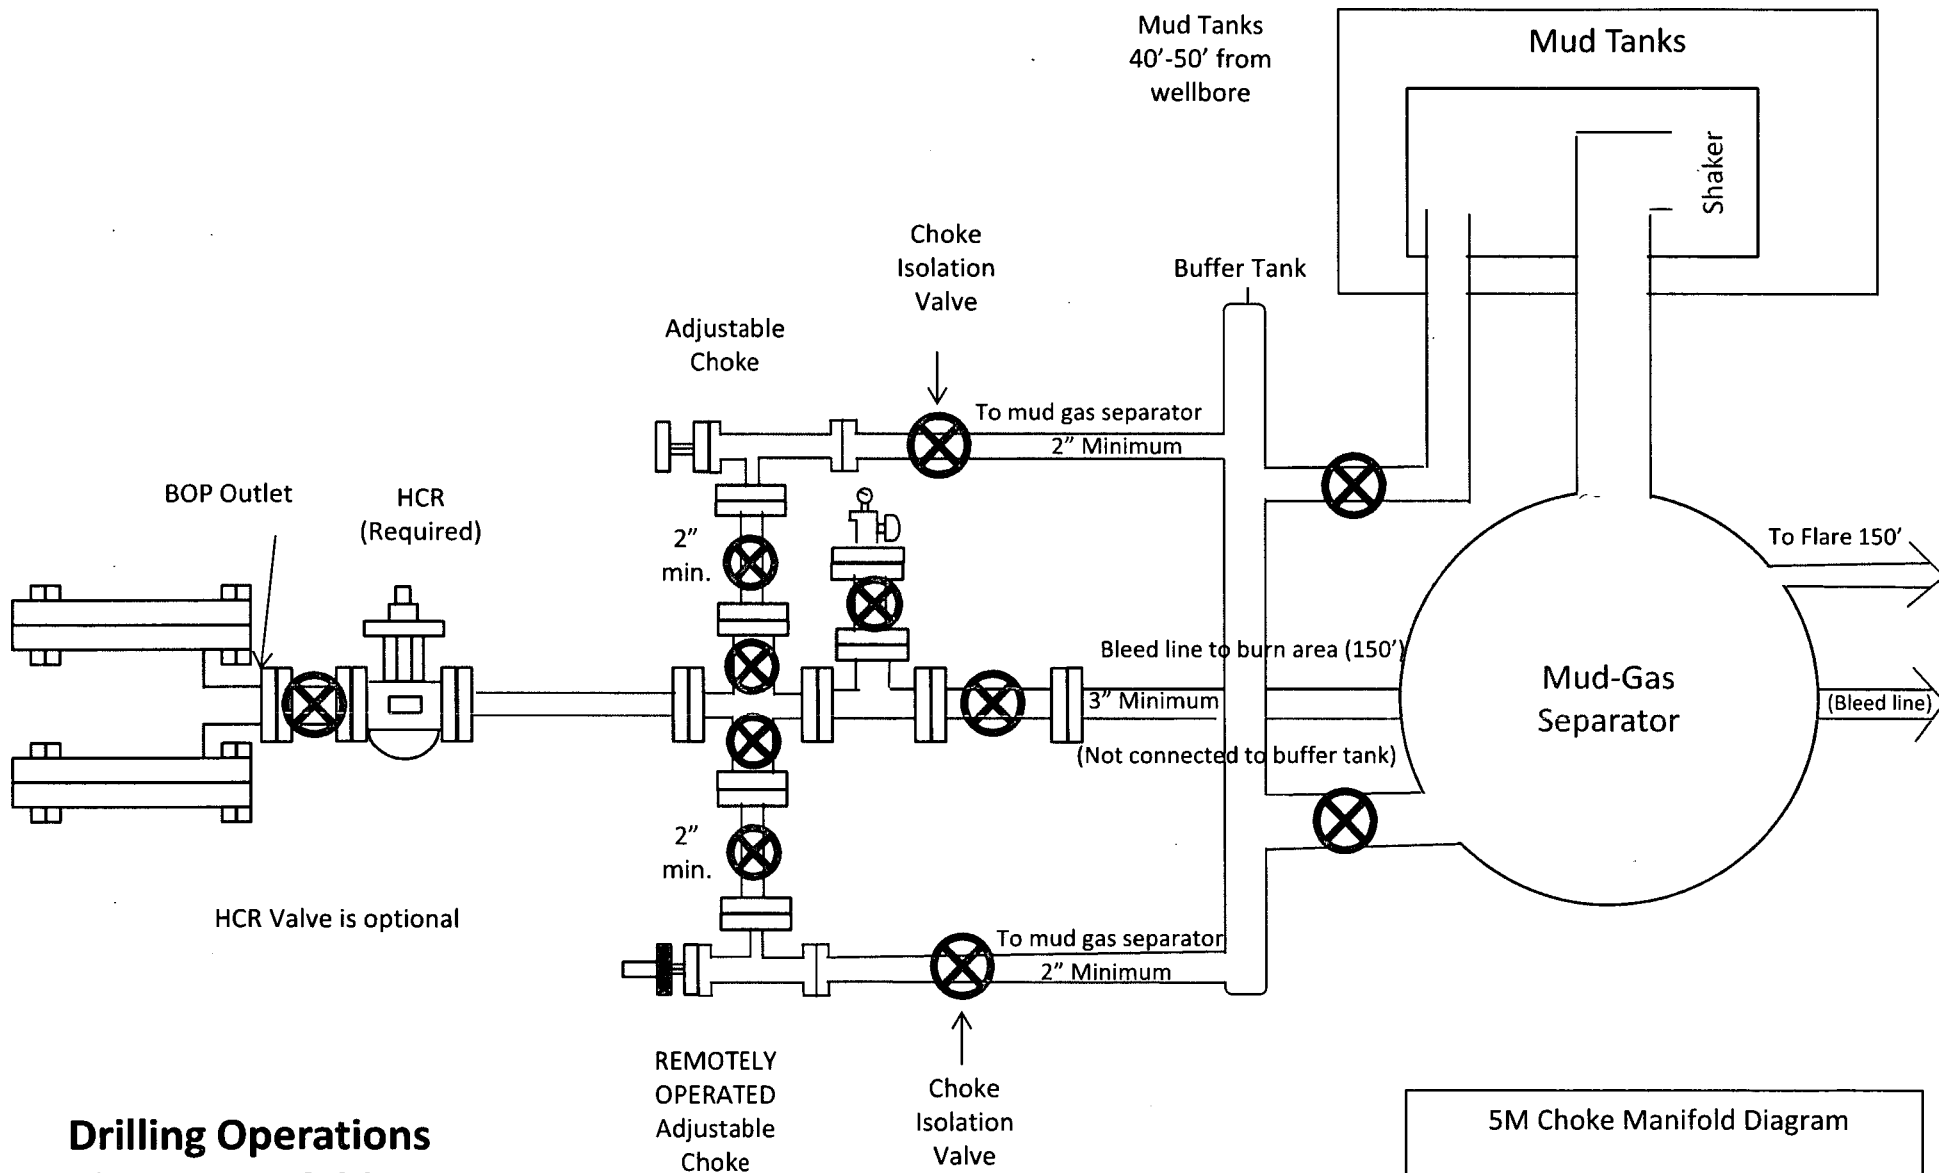 Mud Tanks
40'-50' from
wellbore
Mud Tanks
Shaker
Choke
Isolation
Valve
Buffer Tank
Adjustable
Choke
To mud gas separator
2" Minimum
BOP Outlet
HCR
(Required)
2"
min.
To Flare 150'
Bleed line to burn area (150')
3" Minimum
(Not connected to buffer tank)
Mud-Gas
Separator
(Bleed line)
2"
min.
HCR Valve is optional
To mud gas separator
2" Minimum
REMOTELY
OPERATED
Adjustable
Choke
Choke
Isolation
Valve
Drilling Operations
5M Choke Manifold Diagram